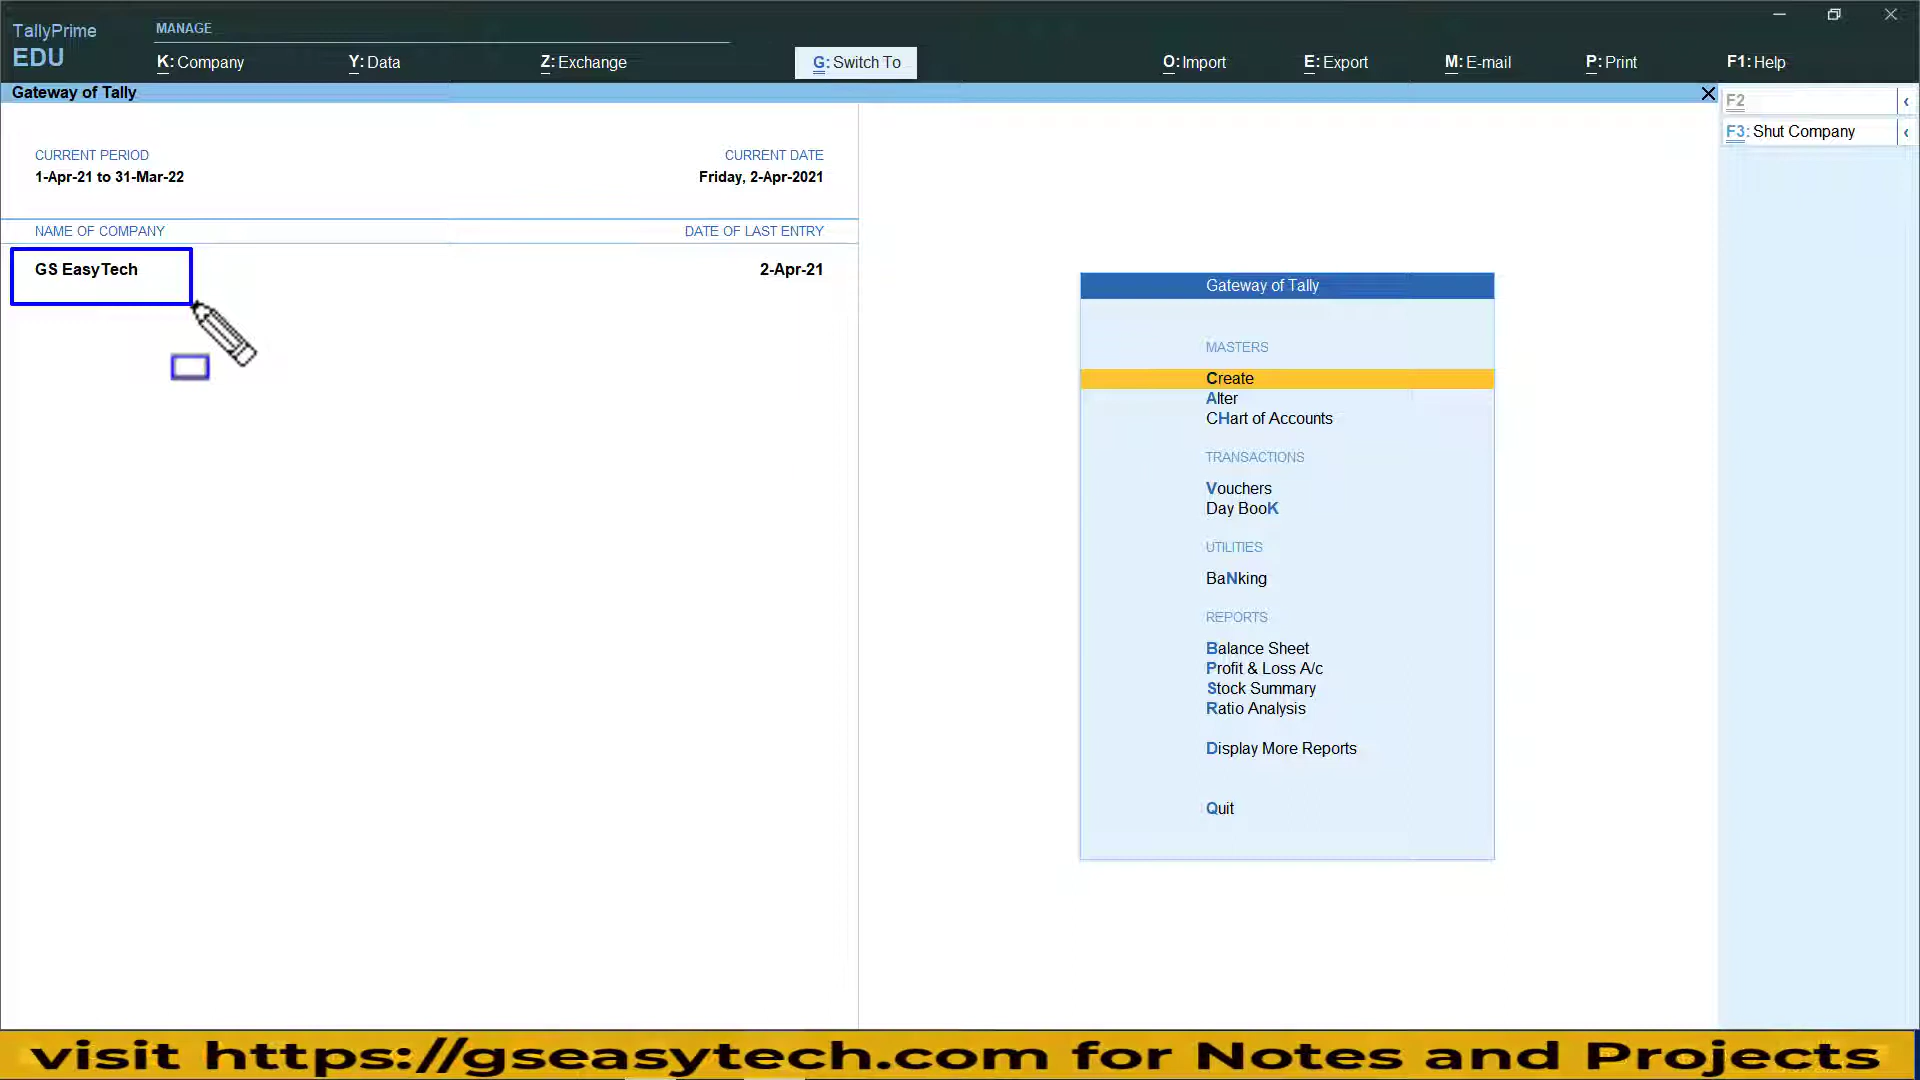 TallyPrime
EDU
MANAGE
K: Company
Y: Data
Z: Exchange
G: Switch To
O: Import
E: Export
M: E-mail
P: Print
F1: Help
Gateway of Tally
F2
F3: Shut Company
CURRENT PERIOD
CURRENT DATE
1-Apr-21 to 31-Mar-22
Friday, 2-Apr-2021
NAME OF COMPANY
DATE OF LAST ENTRY
GS EasyTech
2-Apr-21
Gateway of Tally
MASTERS
Create
Alter
CHart of Accounts
TRANSACTIONS
Vouchers
Day BooK
UTILITIES
BaNking
REPORTS
Balance Sheet
Profit & Loss A/c
Stock Summary
Ratio Analysis
Display More Reports
Quit
visit https://gseasytech.com for Notes and Projects